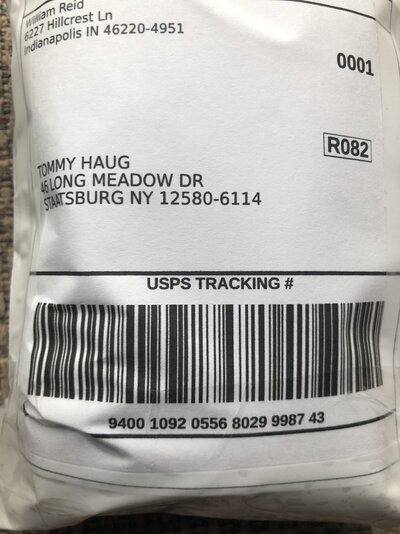 William Reid
6227 Hillcrest Ln
Indianapolis IN 46220-4951
0001
R082
TOMMY HAUG
46 LONG MEADOW DR
STAATSBURG NY 12580-6114
USPS TRACKING #
9400 1092 0556 8029 9987 43